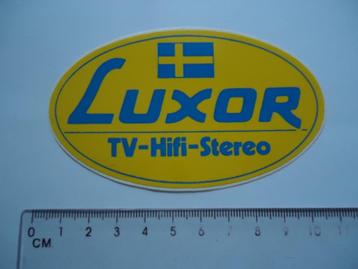 LUXOR
TV-Hifi-Stereo
0 1 2 3 4 5 6 7 8 9 10 11
CM